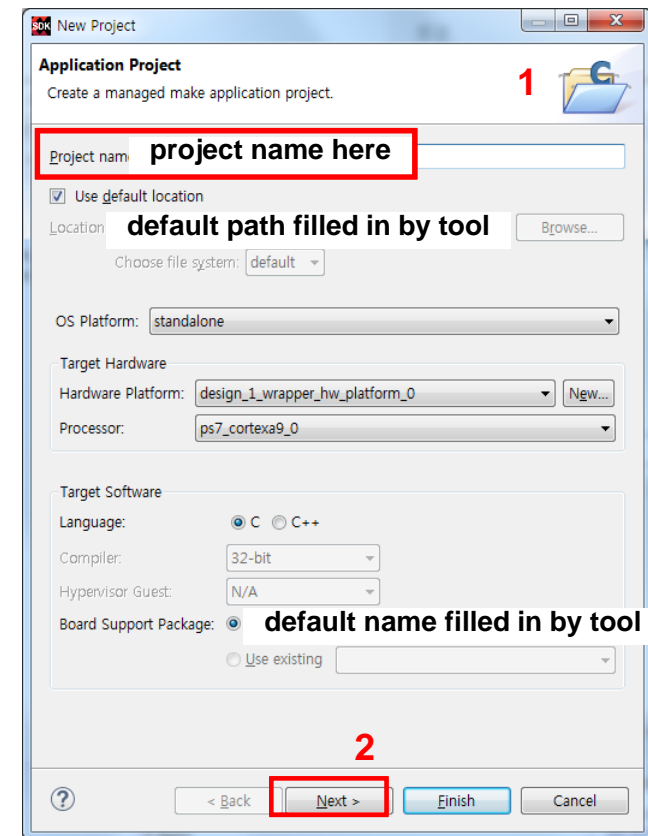 SDK New Project
Application Project
Create a managed make application project.
1
Project nam project name here
Use default location
Location default path filled in by tool Browse...
Choose file system: default
OS Platform: standalone
Target Hardware
Hardware Platform: design_1_wrapper_hw_platform_0 New...
Processor: ps7_cortexa9_0
Target Software
Language: C C++
Compiler: 32-bit
Hypervisor Guest: N/A
Board Support Package: default name filled in by tool
Use existing
2
? < Back Next > Finish Cancel